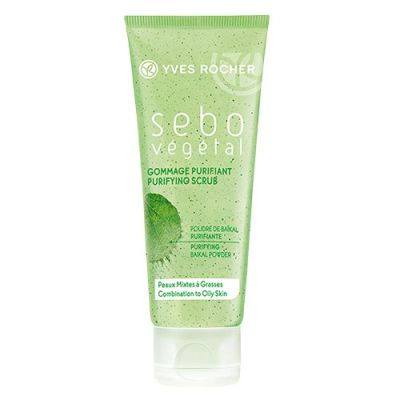 YVES ROCHER
sebo
végétal
GOMMAGE PURIFIANT
PURIFYING SCRUB
POUDRE DE BAÏKAL
PURIFIANTE
PURIFYING
BAIKAL POWDER
Peaux Mixtes à Grasses
Combination to Oily Skin